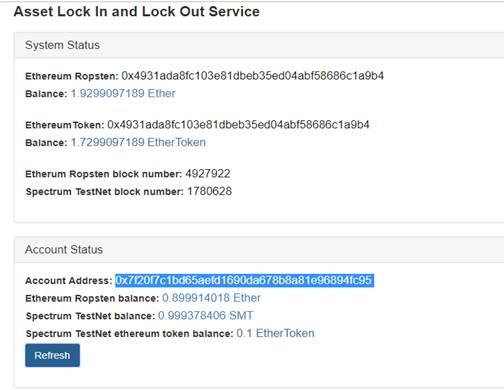 Asset Lock In and Lock Out Service
System Status
Ethereum Ropsten: 0x4931ada8fc103e81dbeb35ed04abf58686c1a9b4
Balance: 1.9299097189 Ether
EthereumToken: 0x4931ada8fc103e81dbeb35ed04abf58686c1a9b4
Balance: 1.7299097189 EtherToken
Etherum Ropsten block number: 4927922
Spectrum TestNet block number: 1780628
Account Status
Account Address: 0x7f20f7c1bd65aefd1690da678b8a81e96894fc95
Ethereum Ropsten balance: 0.899914018 Ether
Spectrum TestNet balance: 0.999378406 SMT
Spectrum TestNet ethereum token balance: 0.1 EtherToken
Refresh